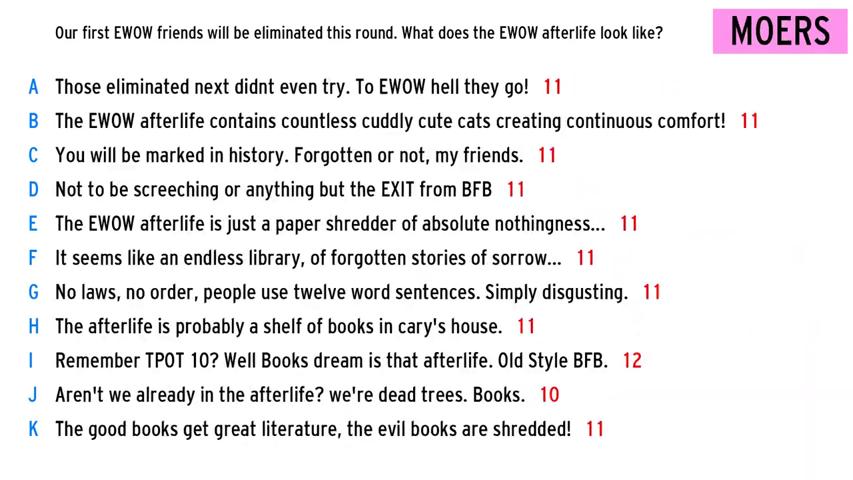 Our first EWOW friends will be eliminated this round. What does the EWOW afterlife look like?
MOERS
A Those eliminated next didnt even try. To EWOW hell they go! 11
B The EWOW afterlife contains countless cuddly cute cats creating continuous comfort! 11
C You will be marked in history. Forgotten or not, my friends. 11
D Not to be screeching or anything but the EXIT from BFB 11
E The EWOW afterlife is just a paper shredder of absolute nothingness... 11
F It seems like an endless library, of forgotten stories of sorrow... 11
G No laws, no order, people use twelve word sentences. Simply disgusting. 11
H The afterlife is probably a shelf of books in cary's house. 11
I Remember TPOT 10? Well Books dream is that afterlife. Old Style BFB. 12
J Aren't we already in the afterlife? we're dead trees. Books. 10
K The good books get great literature, the evil books are shredded! 11